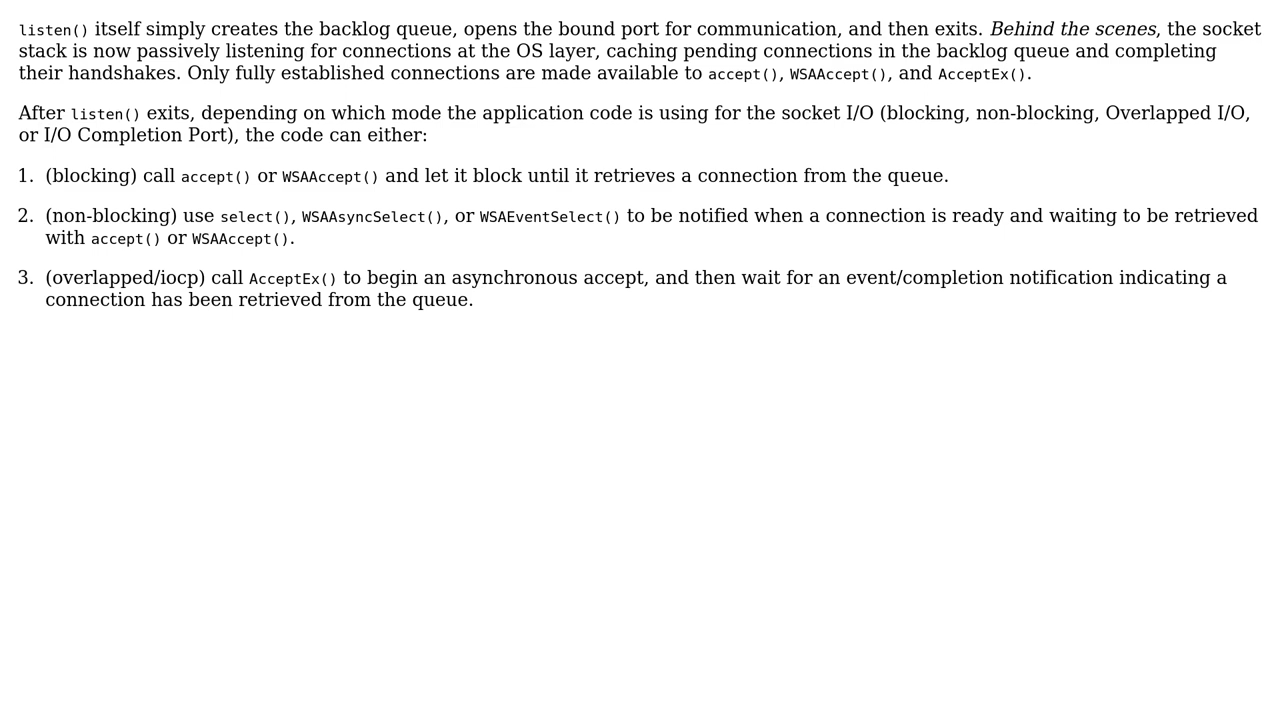 listen() itself simply creates the backlog queue, opens the bound port for communication, and then exits. Behind the scenes, the socket
stack is now passively listening for connections at the OS layer, caching pending connections in the backlog queue and completing
their handshakes. Only fully established connections are made available to accept(), WSAAccept(), and AcceptEx().
After listen() exits, depending on which mode the application code is using for the socket I/O (blocking, non-blocking, Overlapped I/O,
or I/O Completion Port), the code can either:
1. (blocking) call accept() or WSAAccept() and let it block until it retrieves a connection from the queue.
2. (non-blocking) use select(), WSAAsyncSelect(), or WSAEventSelect() to be notified when a connection is ready and waiting to be retrieved
with accept() or WSAAccept().
3. (overlapped/iocp) call AcceptEx() to begin an asynchronous accept, and then wait for an event/completion notification indicating a
connection has been retrieved from the queue.